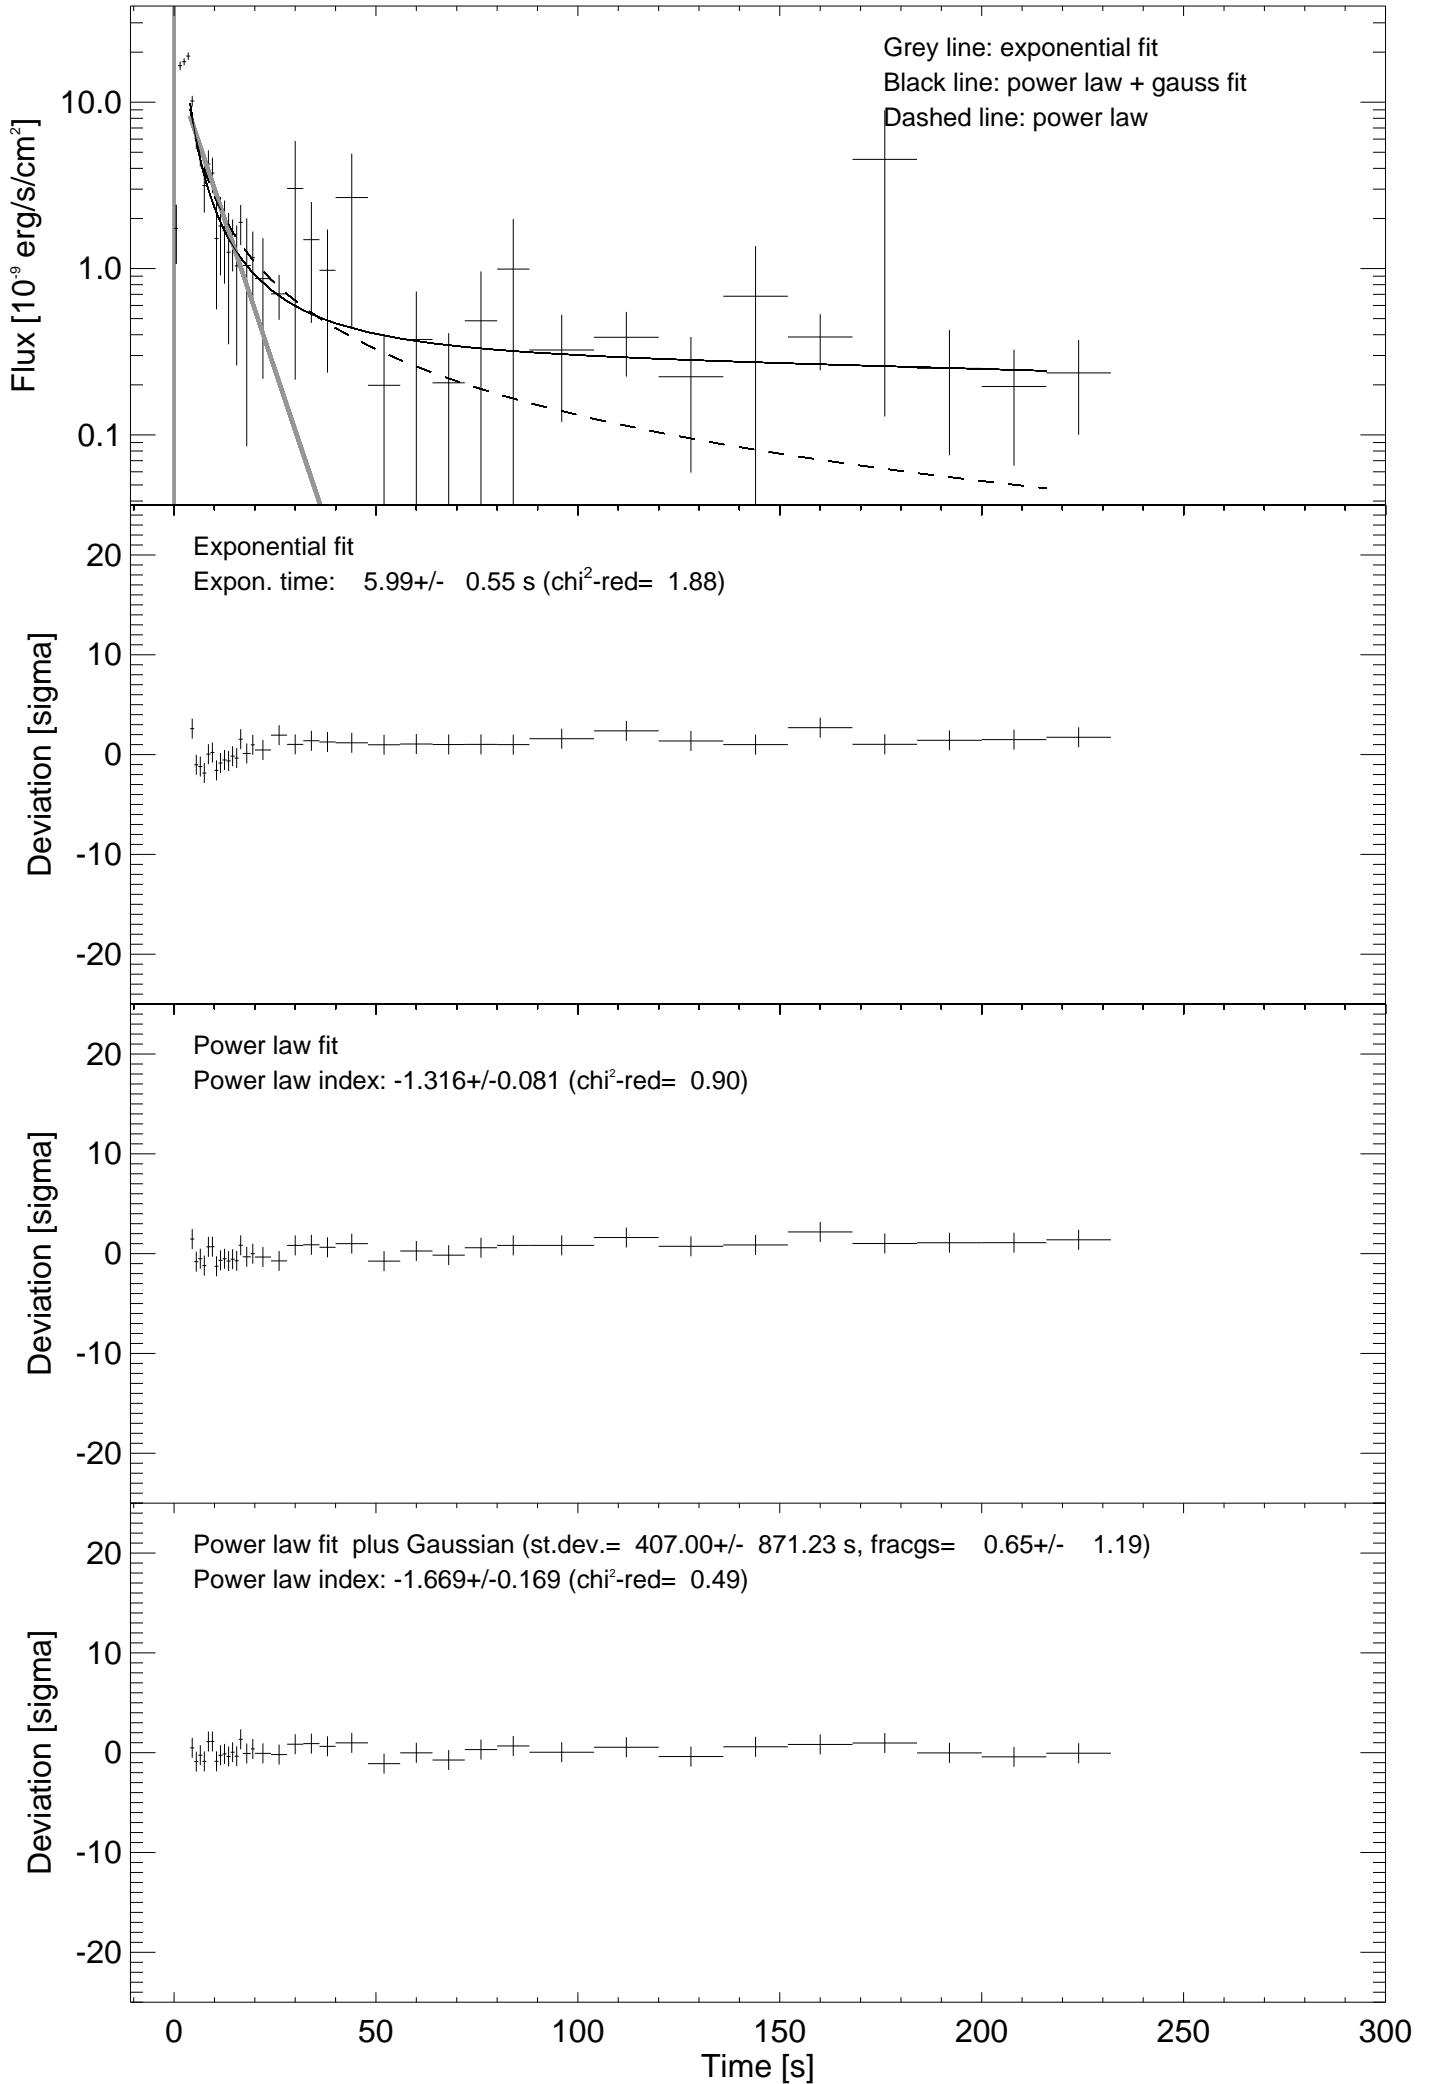 Grey line: exponential fit
Black line: power law + gauss fit
Dashed line: power law
Flux [10⁻⁹ erg/s/cm²]
10.0
1.0
0.1
Exponential fit
Expon. time: 5.99+/- 0.55 s (chi²-red= 1.88)
Deviation [sigma]
20
10
0
-10
-20
Power law fit
Power law index: -1.316+/-0.081 (chi²-red= 0.90)
Deviation [sigma]
20
10
0
-10
-20
Power law fit plus Gaussian (st.dev.= 407.00+/- 871.23 s, fracgs= 0.65+/- 1.19)
Power law index: -1.669+/-0.169 (chi²-red= 0.49)
Deviation [sigma]
20
10
0
-10
-20
0 50 100 150 200 250 300
Time [s]